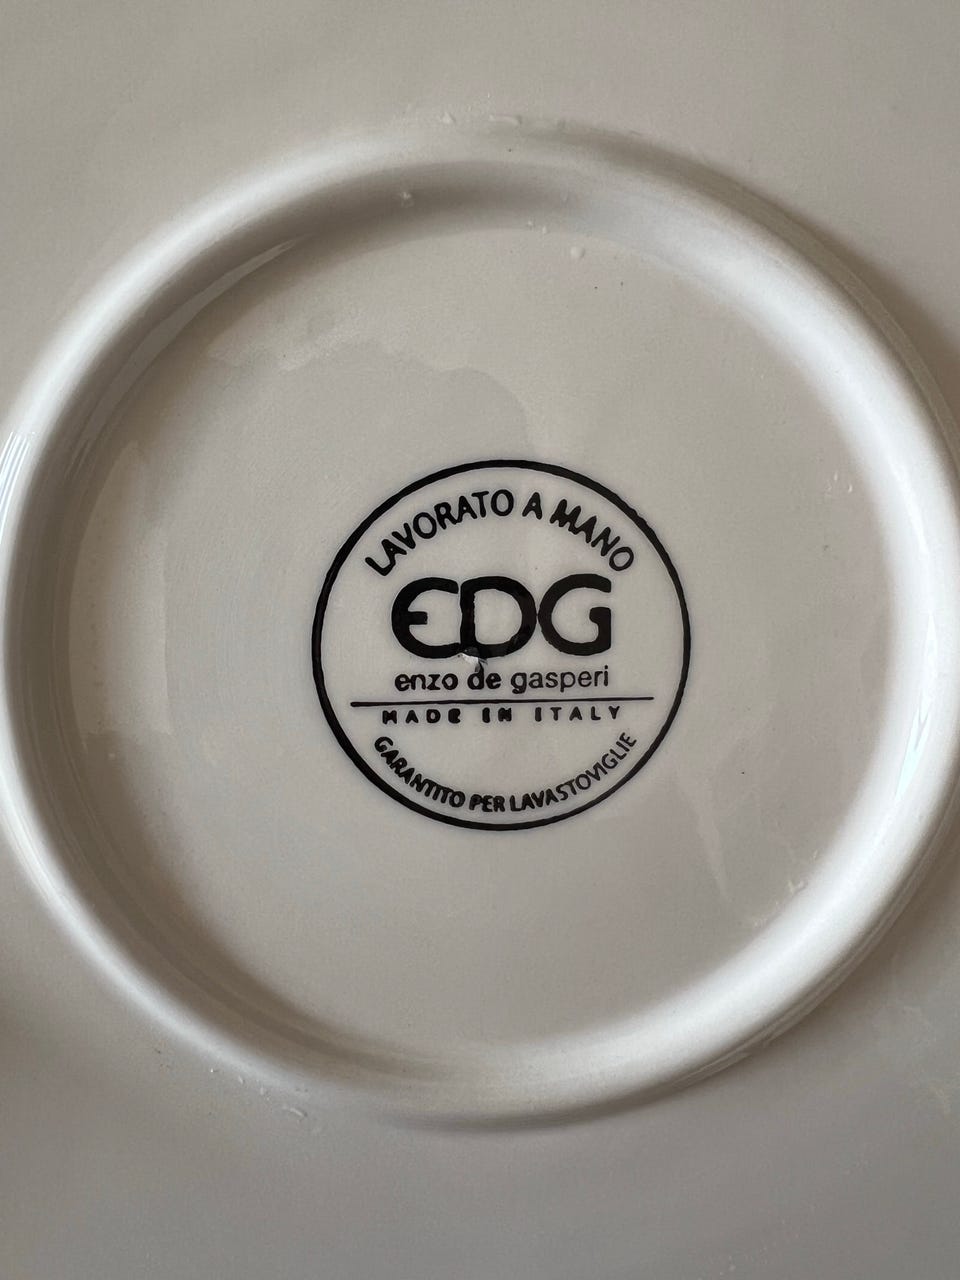 LAVORATO A MANO
EDG
enzo de gasperi
MADE IN ITALY
GARANTITO PER LAVASTOVIGLIE